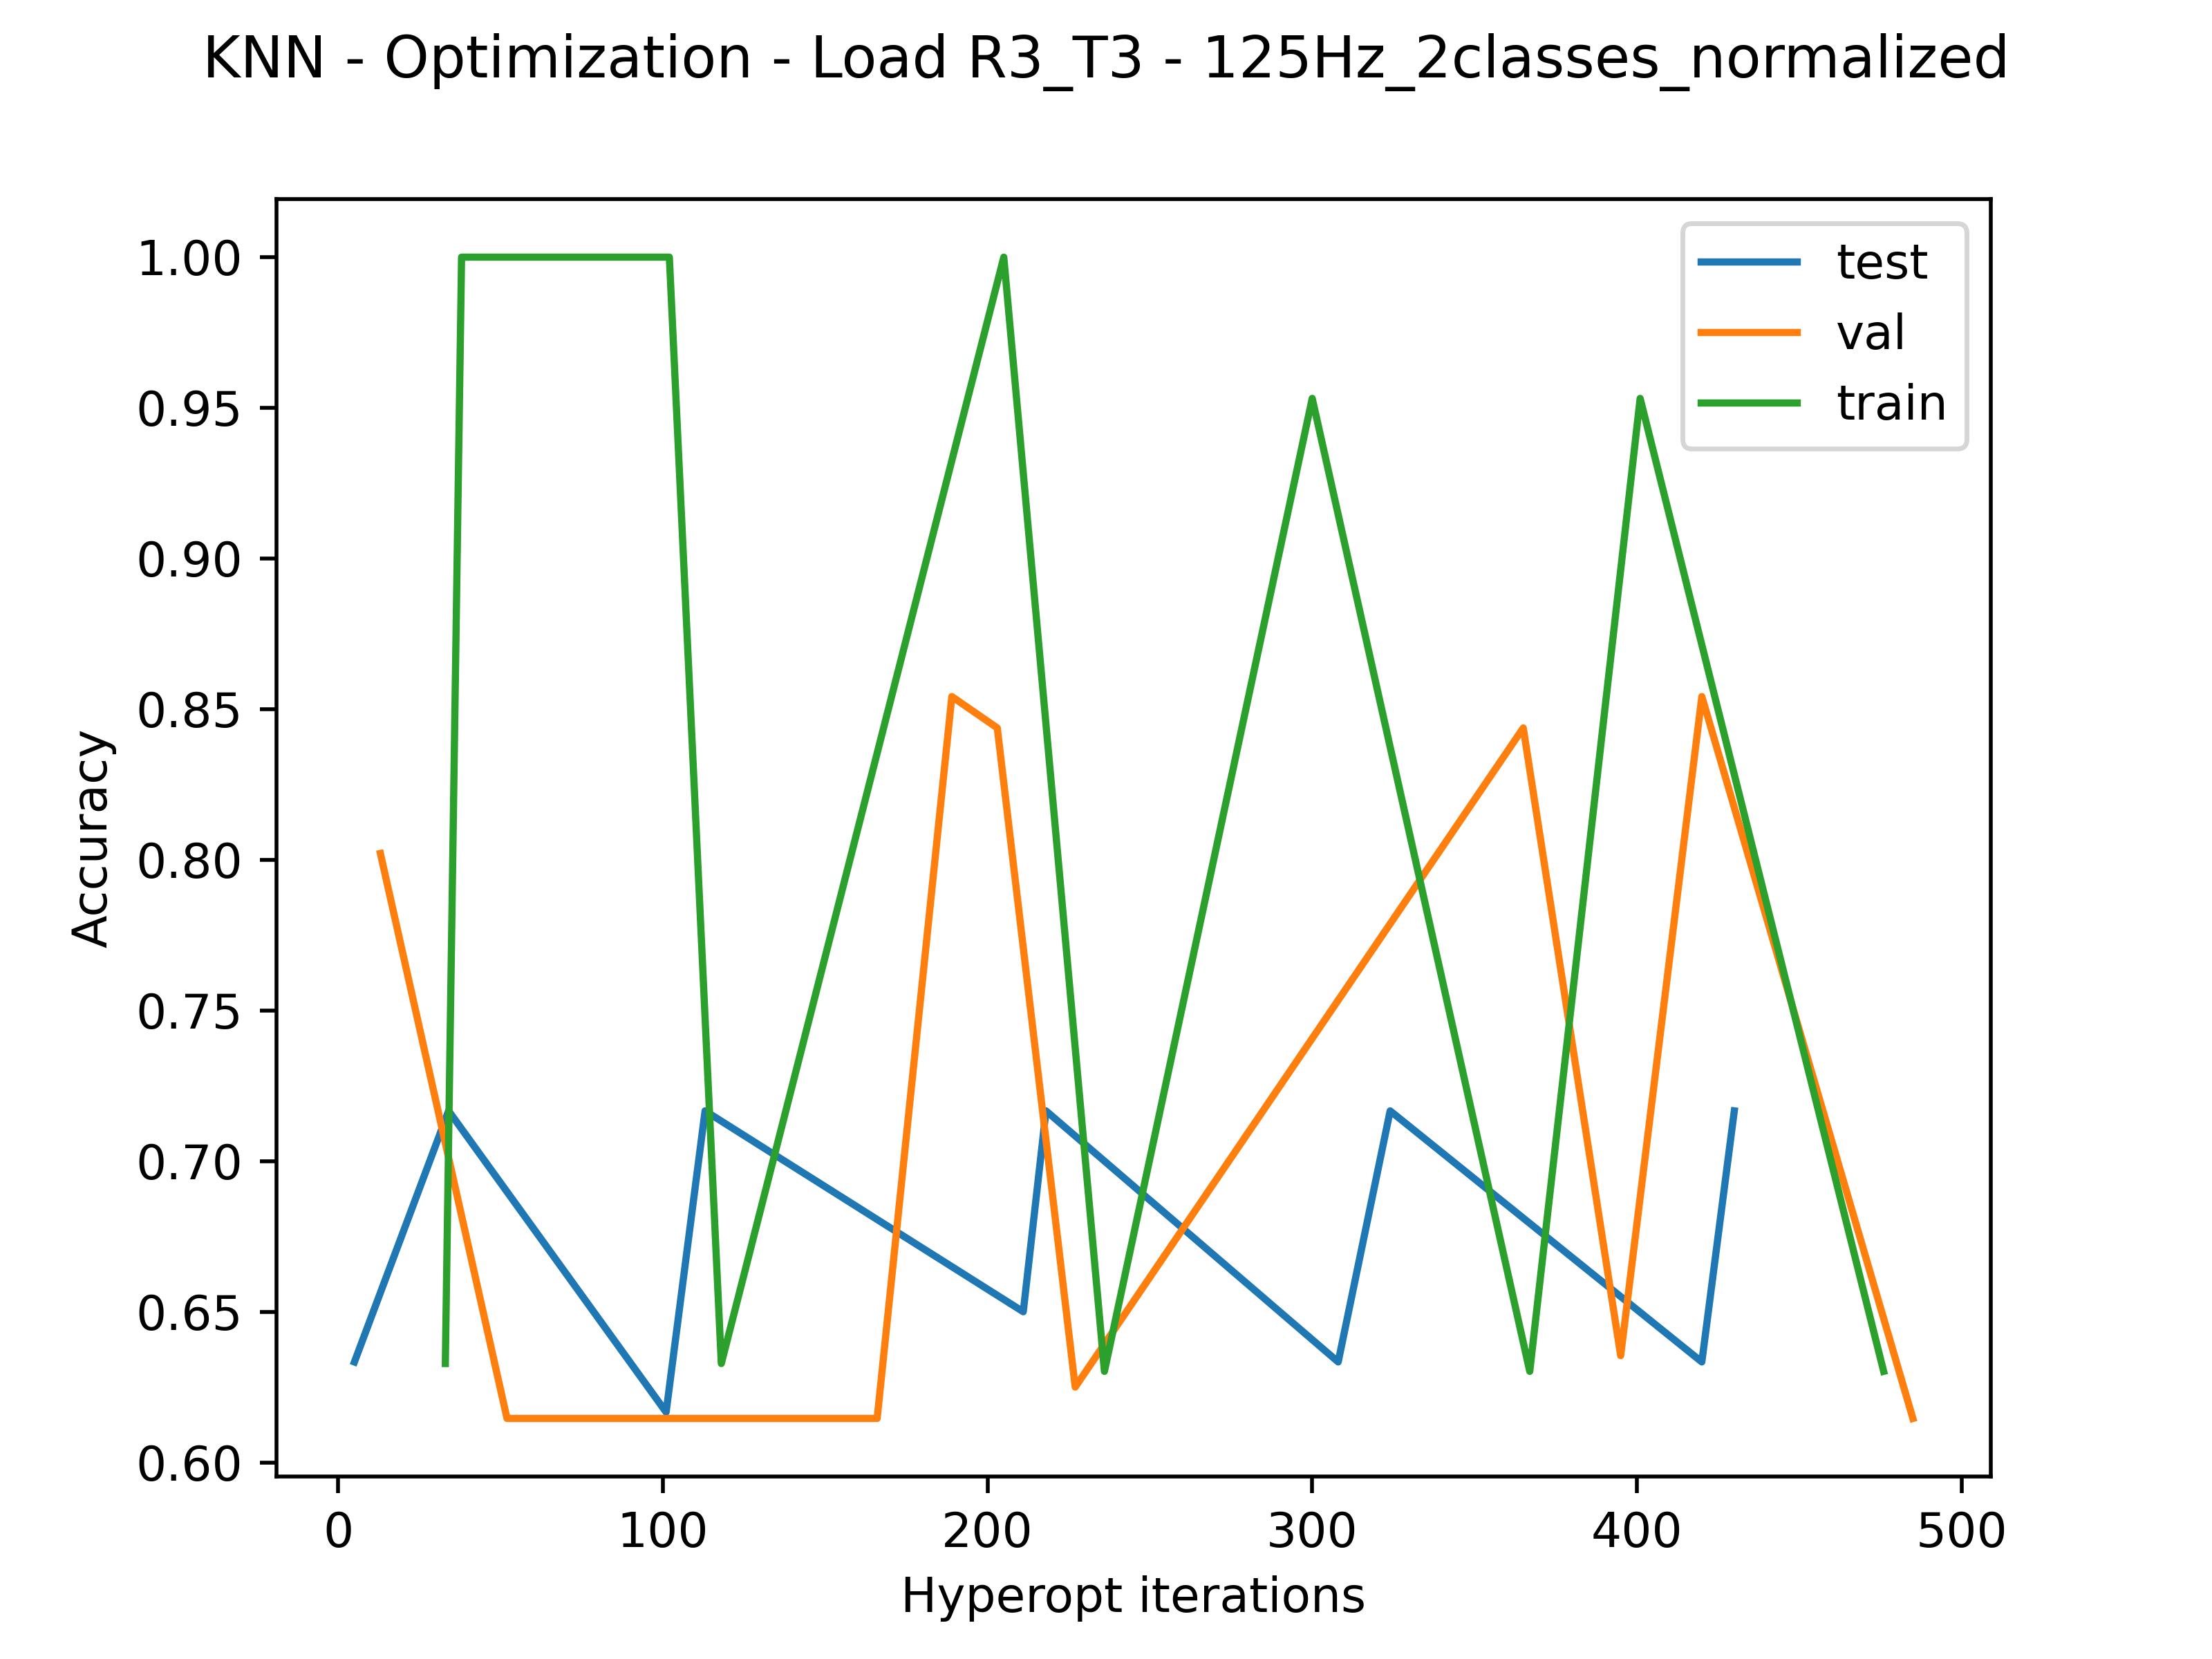 KNN - Optimization - Load R3_T3 - 125Hz_2classes_normalized
test
val
train
1.00
0.95
0.90
0.85
0.80
0.75
0.70
0.65
0.60
Accuracy
0 100 200 300 400 500
Hyperopt iterations